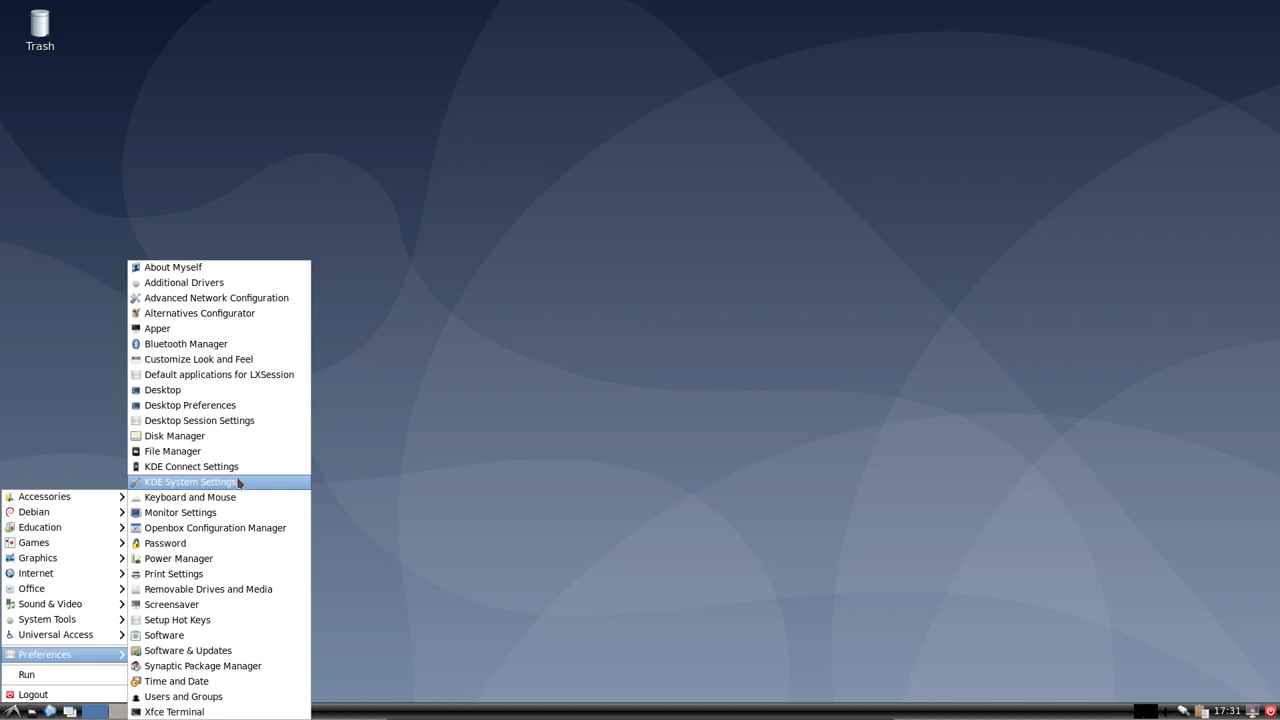 Trash
About Myself
Additional Drivers
Advanced Network Configuration
Alternatives Configurator
Apper
Bluetooth Manager
Customize Look and Feel
Default applications for LXSession
Desktop
Desktop Preferences
Desktop Session Settings
Disk Manager
File Manager
KDE Connect Settings
KDE System Settings
Keyboard and Mouse
Monitor Settings
Openbox Configuration Manager
Password
Power Manager
Print Settings
Removable Drives and Media
Screensaver
Setup Hot Keys
Software
Software & Updates
Synaptic Package Manager
Time and Date
Users and Groups
Xfce Terminal
Accessories
Debian
Education
Games
Graphics
Internet
Office
Sound & Video
System Tools
Universal Access
Preferences
Run
Logout
17:31